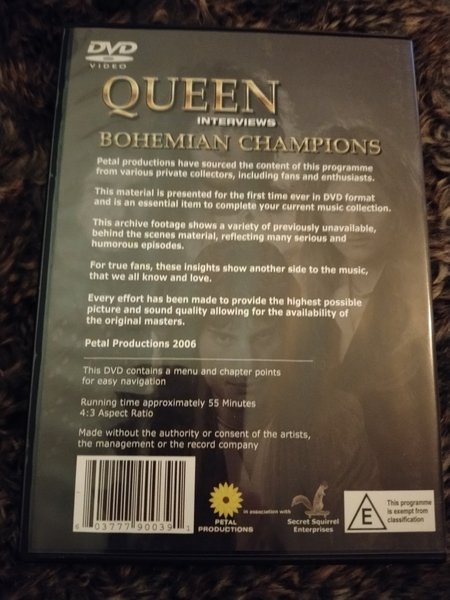 DVD
VIDEO
QUEEN
INTERVIEWS
BOHEMIAN CHAMPIONS
Petal productions have sourced the content of this programme
from various private collectors, including fans and enthusiasts.
This material is presented for the first time ever in DVD format
and is an essential item to complete your current music collection.
This archive footage shows a variety of previously unavailable,
behind the scenes material, reflecting many serious and
humorous episodes.
For true fans, these insights show another side to the music,
that we all know and love.
Every effort has been made to provide the highest possible
picture and sound quality allowing for the availability of
the original masters.
Petal Productions 2006
This DVD contains a menu and chapter points
for easy navigation
Running time approximately 55 Minutes
4:3 Aspect Ratio
Made without the authority or consent of the artists,
the management or the record company
5 03777 90039 1
PETAL
PRODUCTIONS
in association with
Secret Squirrel
Enterprises
E
This programme
is exempt from
classification